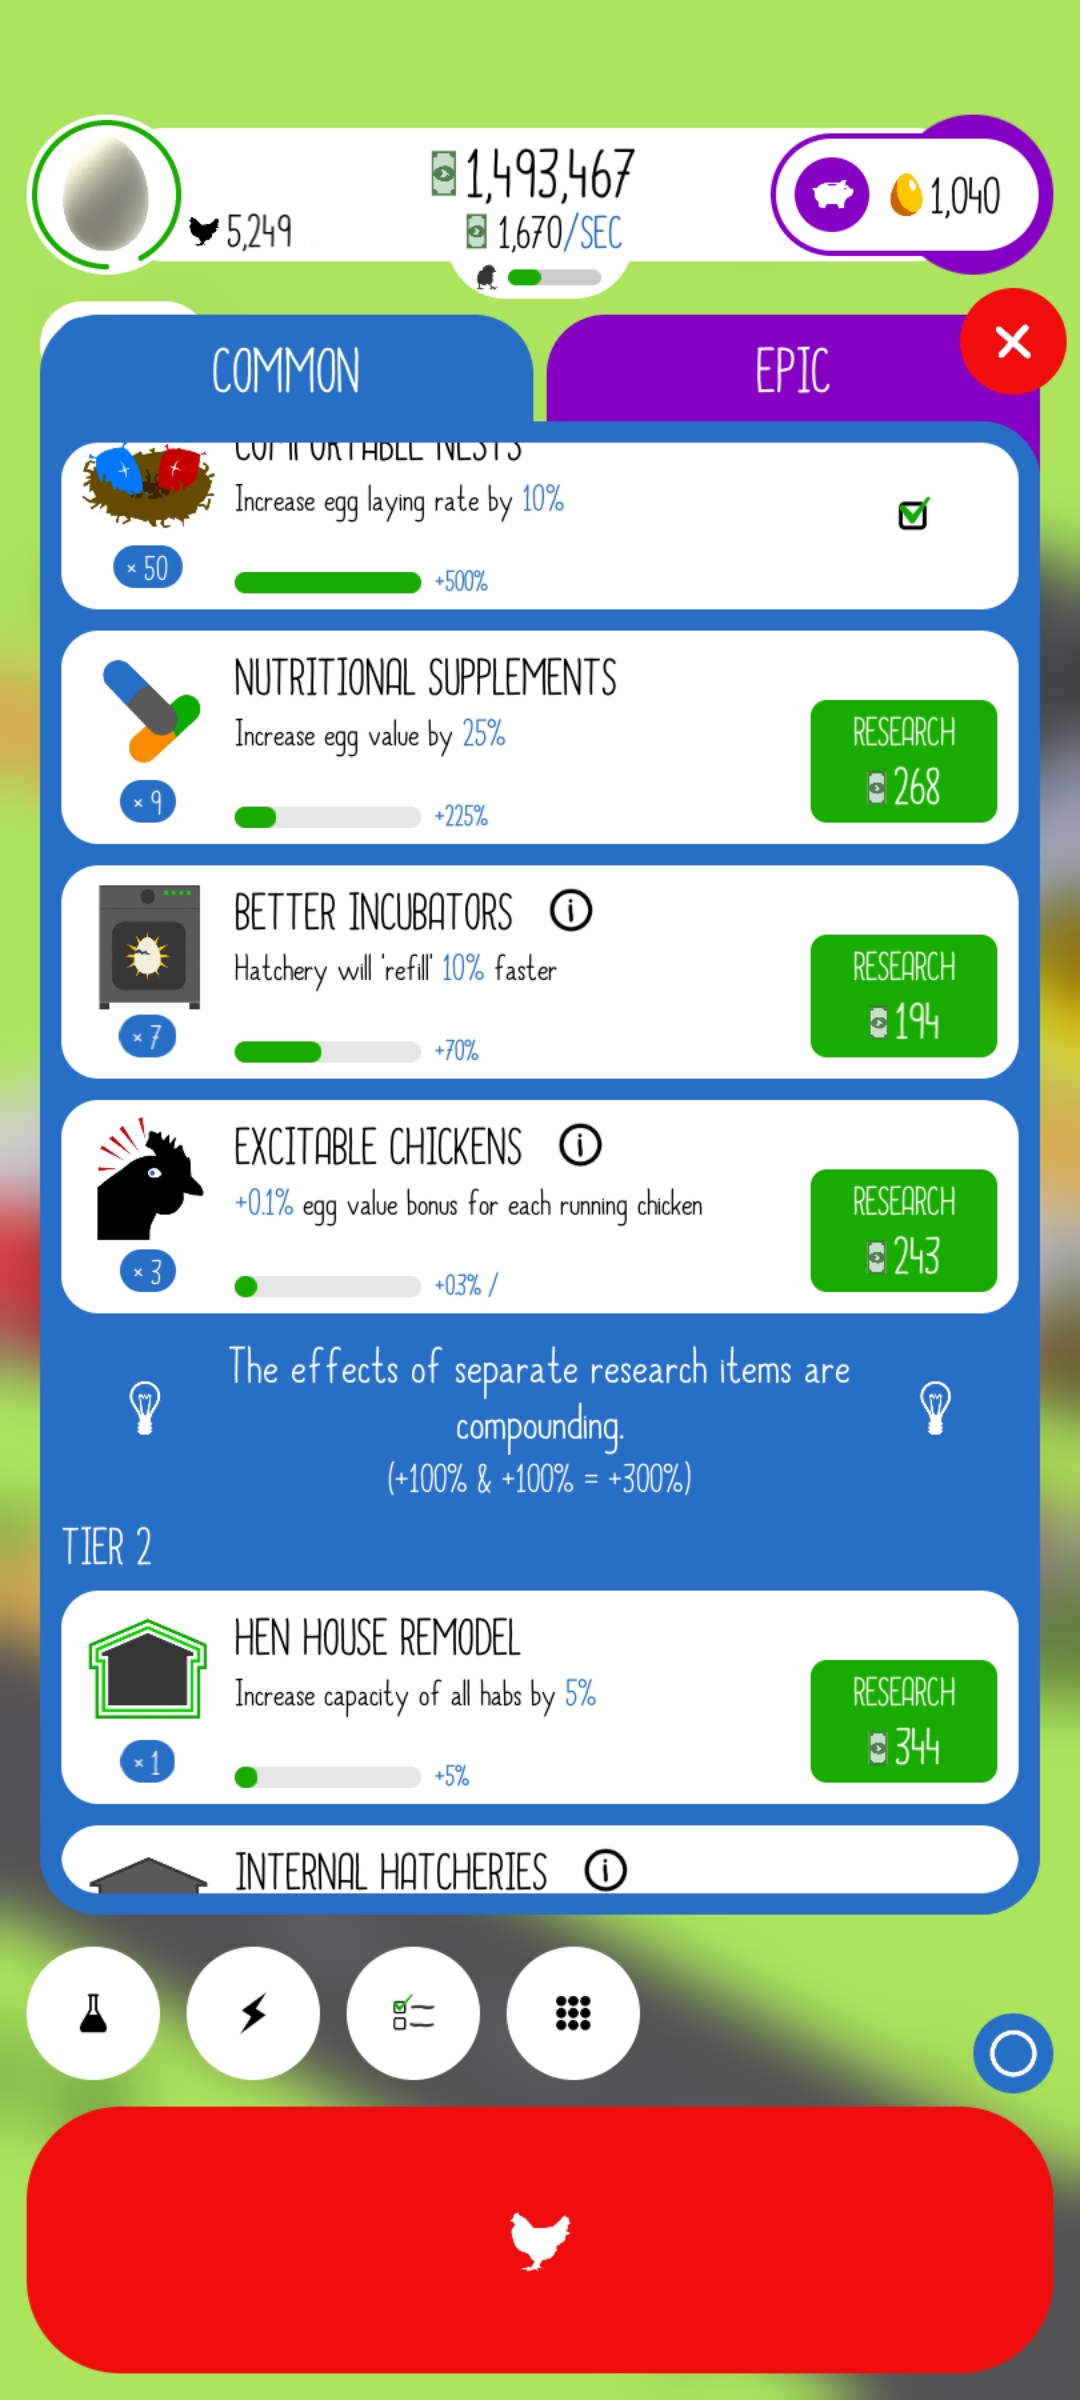 1,493,467
5,249
1,670/SEC
1,040
COMMON
EPIC
COMFORTABLE NESTS
Increase egg laying rate by 10%
× 50
+500%
NUTRITIONAL SUPPLEMENTS
Increase egg value by 25%
RESEARCH
268
× 9
+225%
BETTER INCUBATORS
Hatchery will 'refill' 10% faster
RESEARCH
194
× 7
+70%
EXCITABLE CHICKENS
+0.1% egg value bonus for each running chicken
RESEARCH
243
× 3
+0.3% /
The effects of separate research items are
compounding.
(+100% & +100% = +300%)
TIER 2
HEN HOUSE REMODEL
Increase capacity of all habs by 5%
RESEARCH
344
× 1
+5%
INTERNAL HATCHERIES